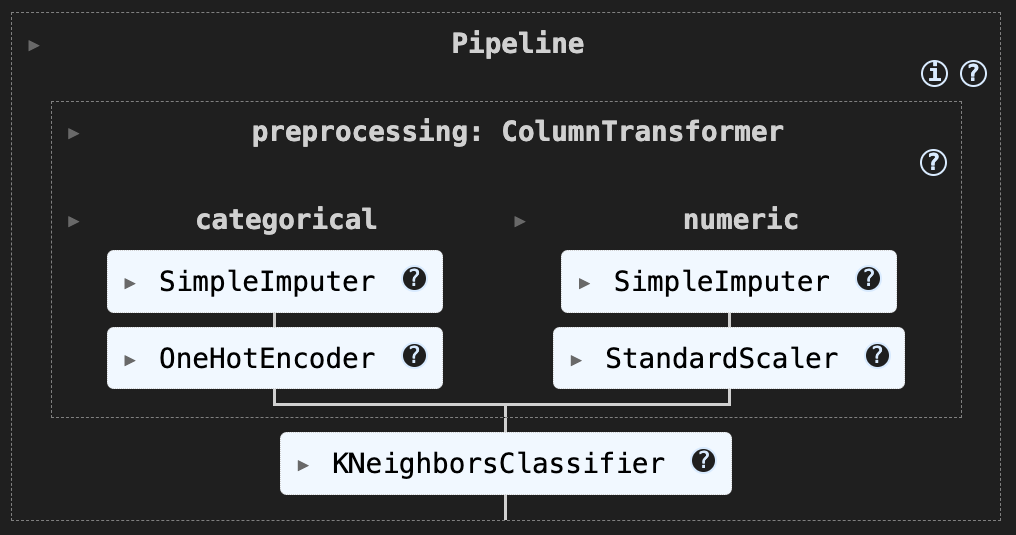 Pipeline
i ?
preprocessing: ColumnTransformer
?
categorical numeric
SimpleImputer ? SimpleImputer ?
OneHotEncoder ? StandardScaler ?
KNeighborsClassifier ?